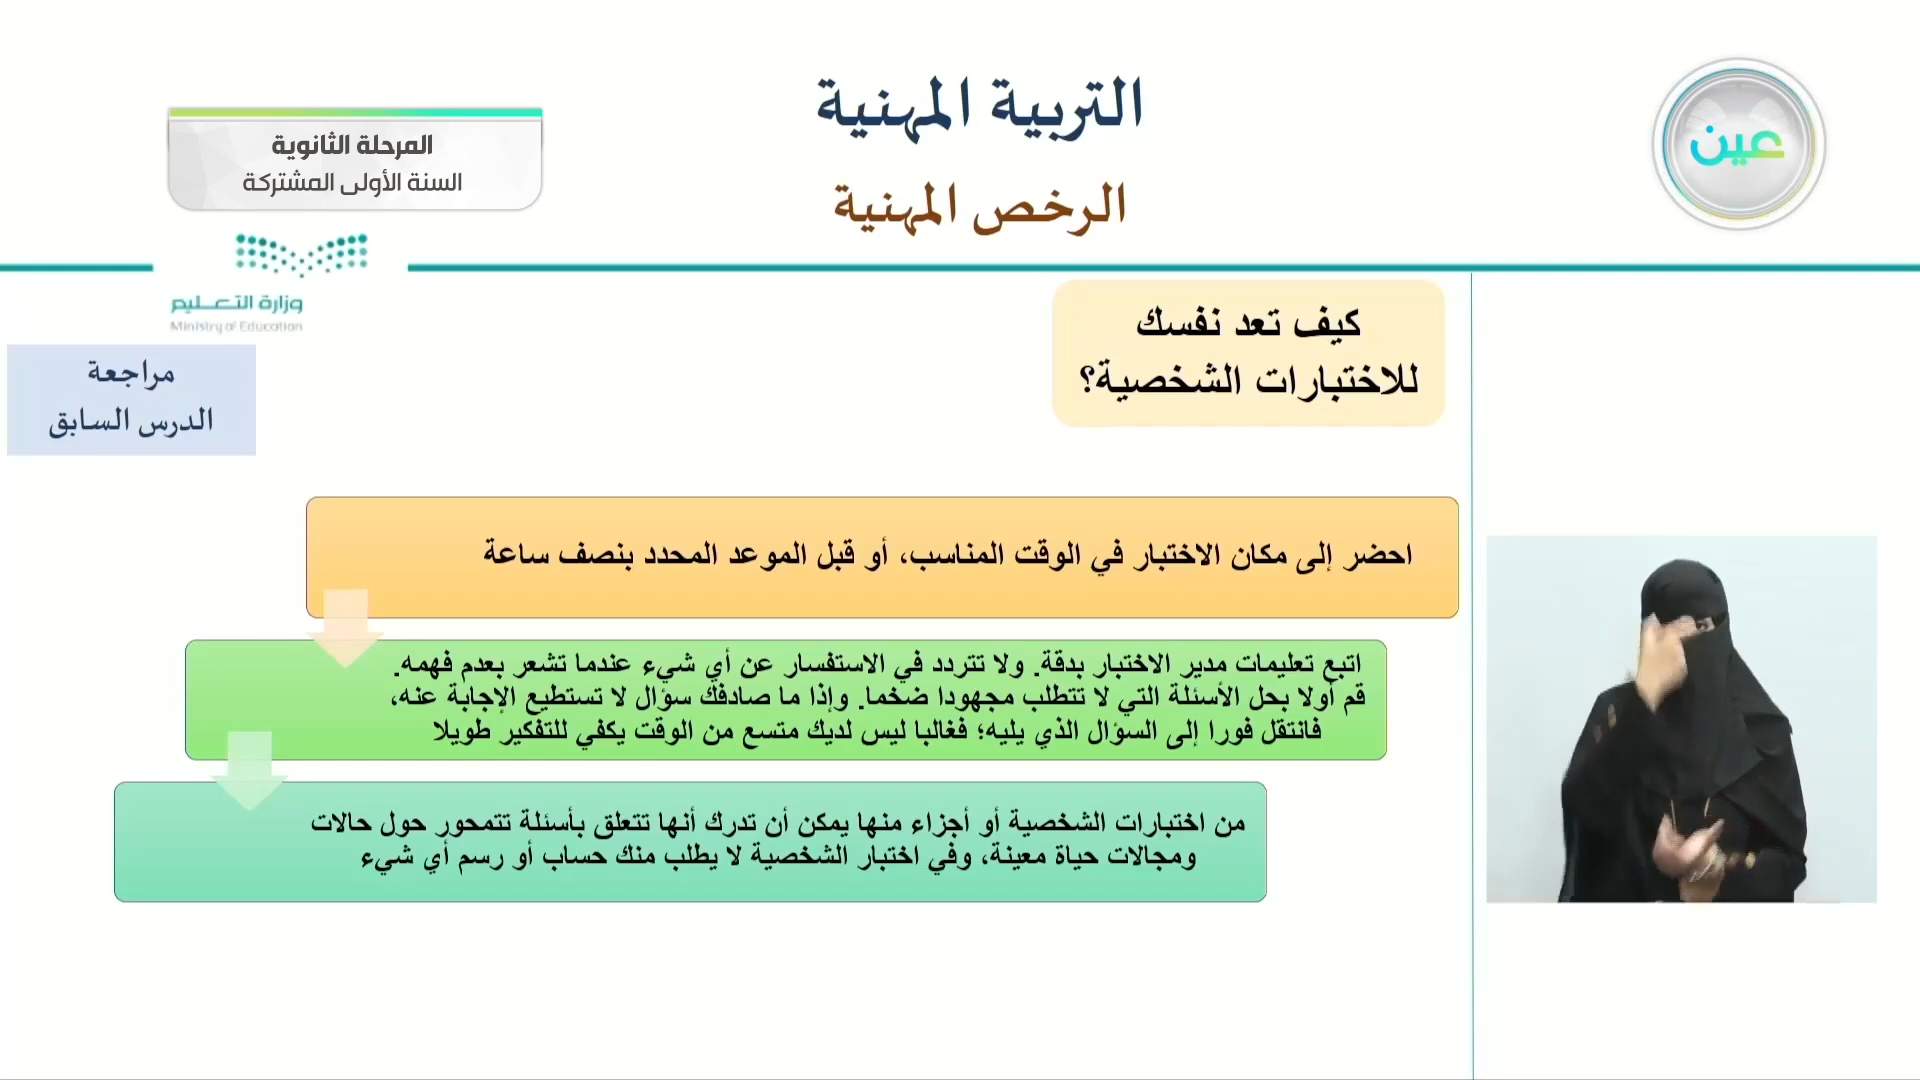 التربية المهنية
الرخص المهنية
عين
المرحلة الثانوية
السنة الأولى المشتركة
وزارة التعليم
Ministry of Education
كيف تعد نفسك
للاختبارات الشخصية؟
مراجعة
الدرس السابق
احضر إلى مكان الاختبار في الوقت المناسب، أو قبل الموعد المحدد بنصف ساعة
اتبع تعليمات مدير الاختبار بدقة. ولا تتردد في الاستفسار عن أي شيء عندما تشعر بعدم فهمه.
قم أولا بحل الأسئلة التي لا تتطلب مجهودا ضخما. وإذا ما صادفك سؤال لا تستطيع الإجابة عنه،
فانتقل فورا إلى السؤال الذي يليه؛ فغالبا ليس لديك متسع من الوقت يكفي للتفكير طويلا
من اختبارات الشخصية أو أجزاء منها يمكن أن تدرك أنها تتعلق بأسئلة تتمحور حول حالات
ومجالات حياة معينة، وفي اختبار الشخصية لا يطلب منك حساب أو رسم أي شيء